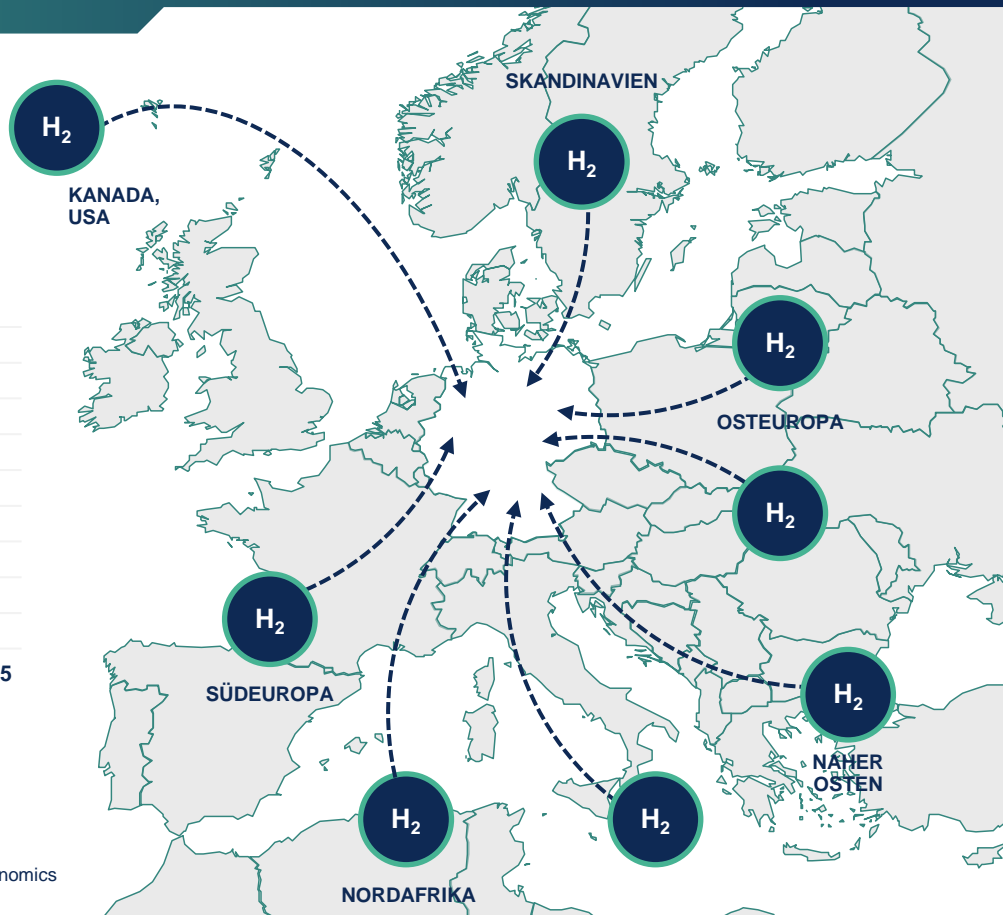 SKANDINAVIEN
H₂
H₂
KANADA,
USA
H₂
OSTEUROPA
H₂
H₂
5
SÜDEUROPA
H₂
NAHER
OSTEN
H₂
H₂
nomics
NORDAFRIKA